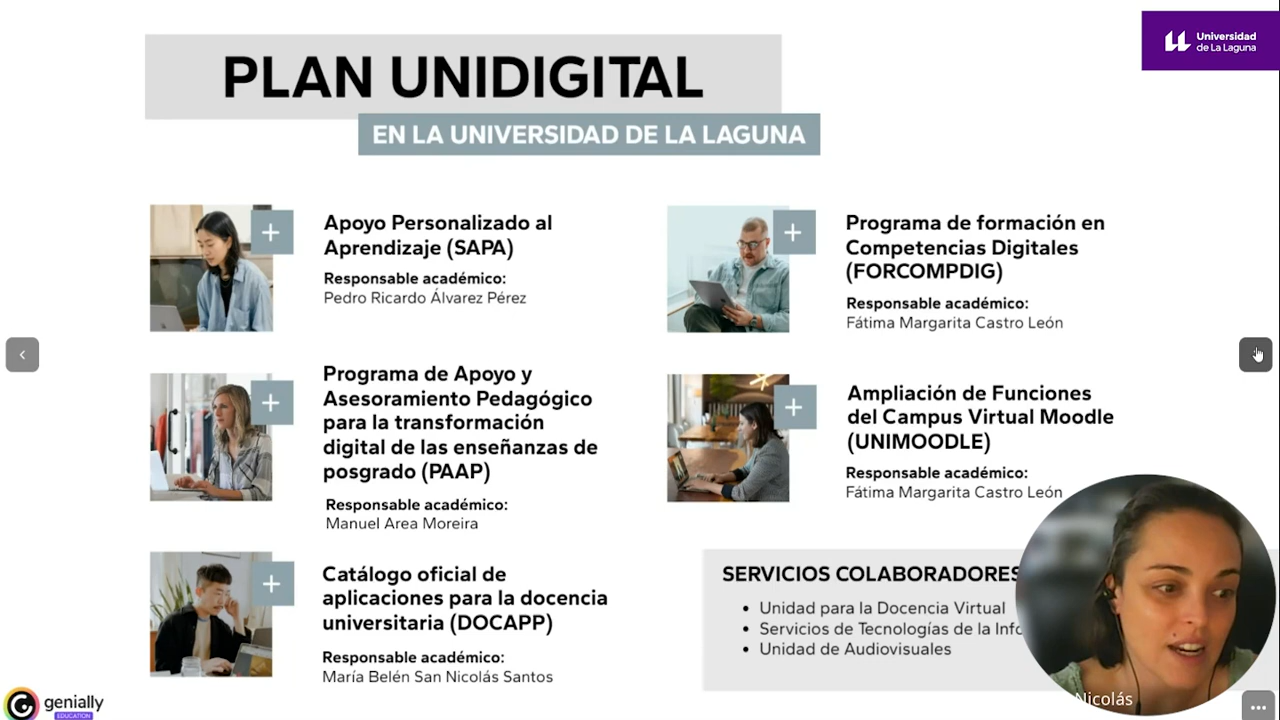 PLAN UNIDIGITAL
EN LA UNIVERSIDAD DE LA LAGUNA
Universidad
de La Laguna
Apoyo Personalizado al
Aprendizaje (SAPA)
Responsable académico:
Pedro Ricardo Álvarez Pérez
Programa de Apoyo y
Asesoramiento Pedagógico
para la transformación
digital de las enseñanzas de
posgrado (PAAP)
Responsable académico:
Manuel Area Moreira
Catálogo oficial de
aplicaciones para la docencia
universitaria (DOCAPP)
Responsable académico:
María Belén San Nicolás Santos
Programa de formación en
Competencias Digitales
(FORCOMPDIG)
Responsable académico:
Fátima Margarita Castro León
Ampliación de Funciones
del Campus Virtual Moodle
(UNIMOODLE)
Responsable académico:
Fátima Margarita Castro León
SERVICIOS COLABORADORES
• Unidad para la Docencia Virtual
• Servicios de Tecnologías de la
• Unidad de Audiovisuales
Nicolás
genially
EDUCATION